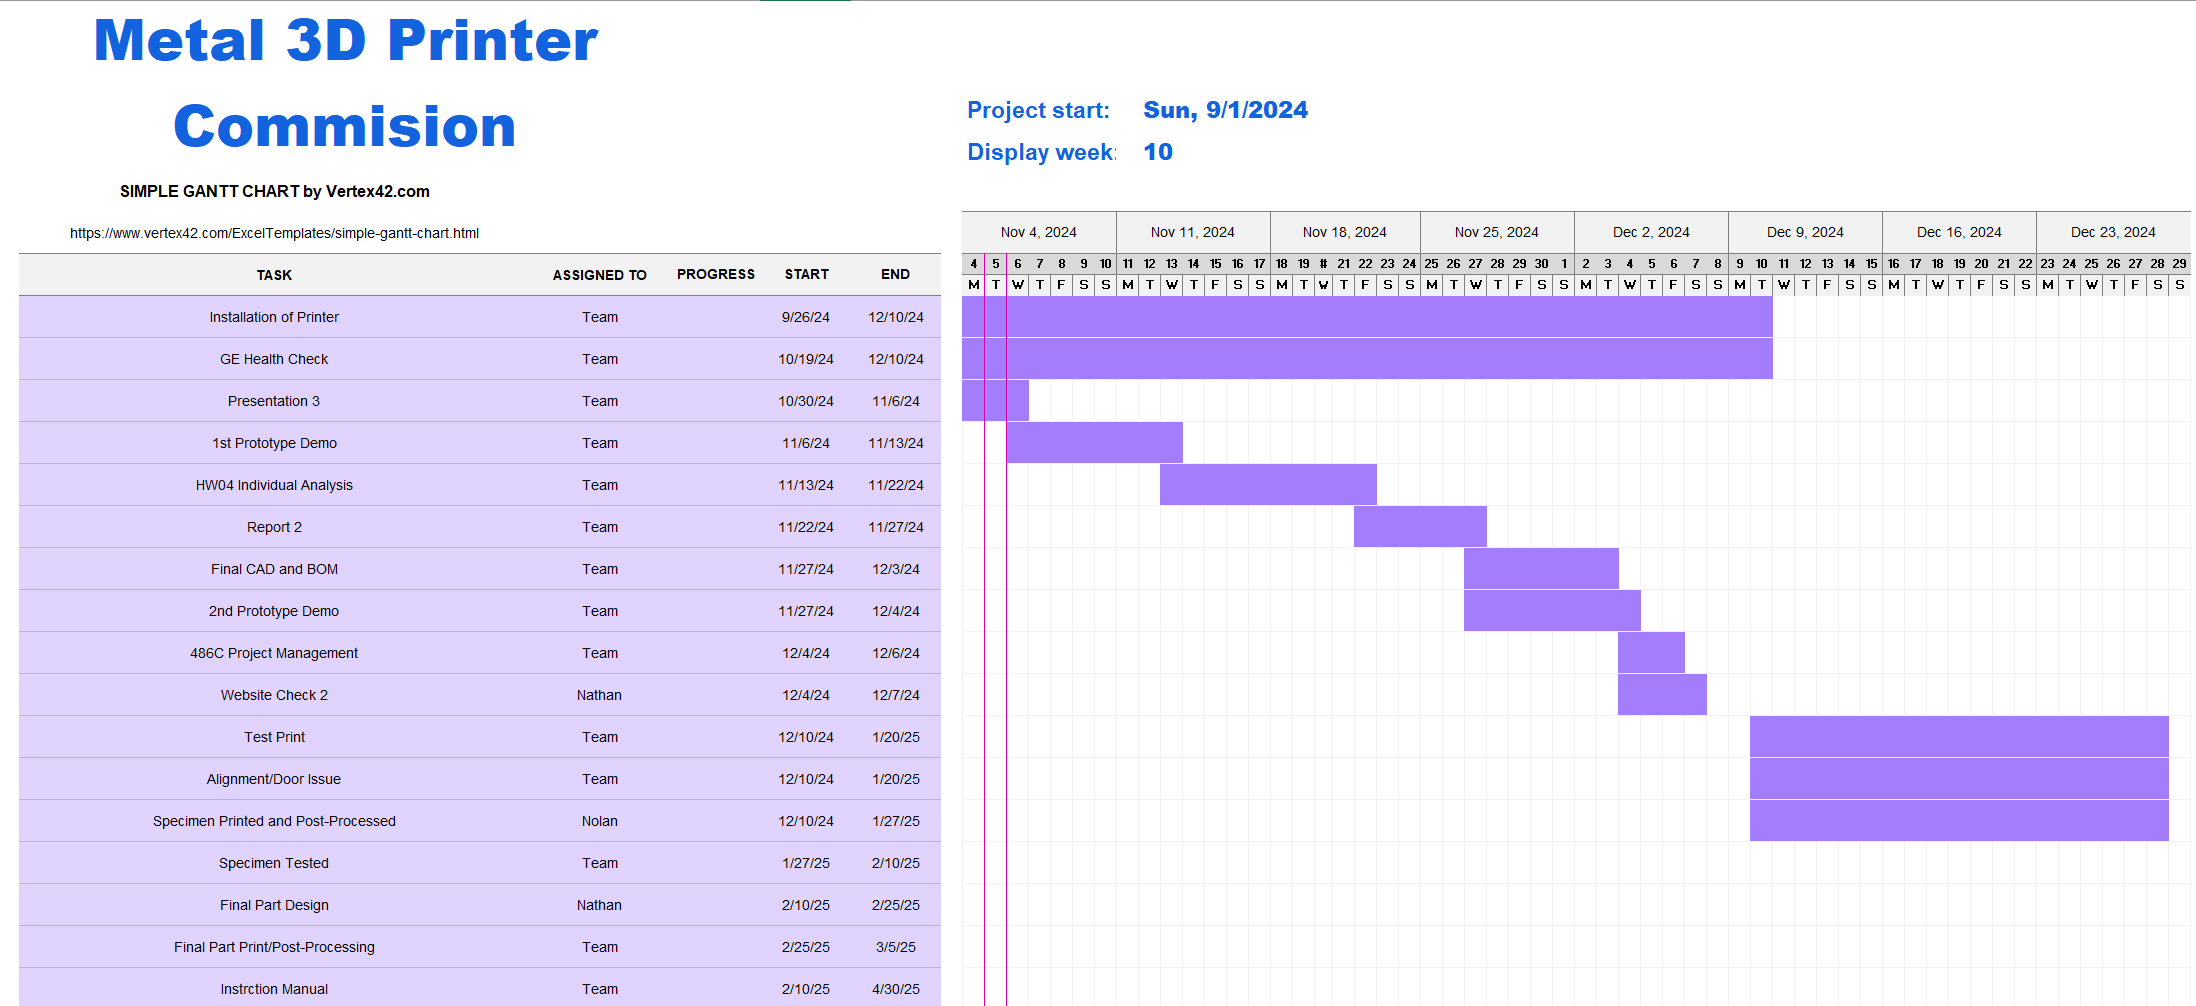 Metal 3D Printer
Commision
Project start: Sun, 9/1/2024
Display week: 10
SIMPLE GANTT CHART by Vertex42.com
https://www.vertex42.com/ExcelTemplates/simple-gantt-chart.html
Nov 4, 2024 Nov 11, 2024 Nov 18, 2024 Nov 25, 2024 Dec 2, 2024 Dec 9, 2024 Dec 16, 2024 Dec 23, 2024
4 5 6 7 8 9 10 11 12 13 14 15 16 17 18 19 # 21 22 23 24 25 26 27 28 29 30 1 2 3 4 5 6 7 8 9 10 11 12 13 14 15 16 17 18 19 20 21 22 23 24 25 26 27 28 29
TASK ASSIGNED TO PROGRESS START END
M T W T F S S M T W T F S S M T W T F S S M T W T F S S M T W T F S S M T W T F S S M T W T F S S M T W T F S S
Installation of Printer Team 9/26/24 12/10/24
GE Health Check Team 10/19/24 12/10/24
Presentation 3 Team 10/30/24 11/6/24
1st Prototype Demo Team 11/6/24 11/13/24
HW04 Individual Analysis Team 11/13/24 11/22/24
Report 2 Team 11/22/24 11/27/24
Final CAD and BOM Team 11/27/24 12/3/24
2nd Prototype Demo Team 11/27/24 12/4/24
486C Project Management Team 12/4/24 12/6/24
Website Check 2 Nathan 12/4/24 12/7/24
Test Print Team 12/10/24 1/20/25
Alignment/Door Issue Team 12/10/24 1/20/25
Specimen Printed and Post-Processed Nolan 12/10/24 1/27/25
Specimen Tested Team 1/27/25 2/10/25
Final Part Design Nathan 2/10/25 2/25/25
Final Part Print/Post-Processing Team 2/25/25 3/5/25
Instrction Manual Team 2/10/25 4/30/25